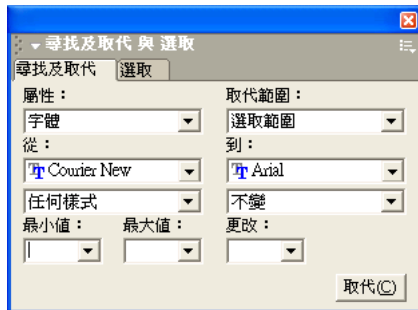 尋找及取代 與 選取
尋找及取代 選取
屬性： 取代範圍：
字體 選取範圍
從： 到：
Courier New Arial
任何樣式 不變
最小值： 最大值： 更改：
取代(C)